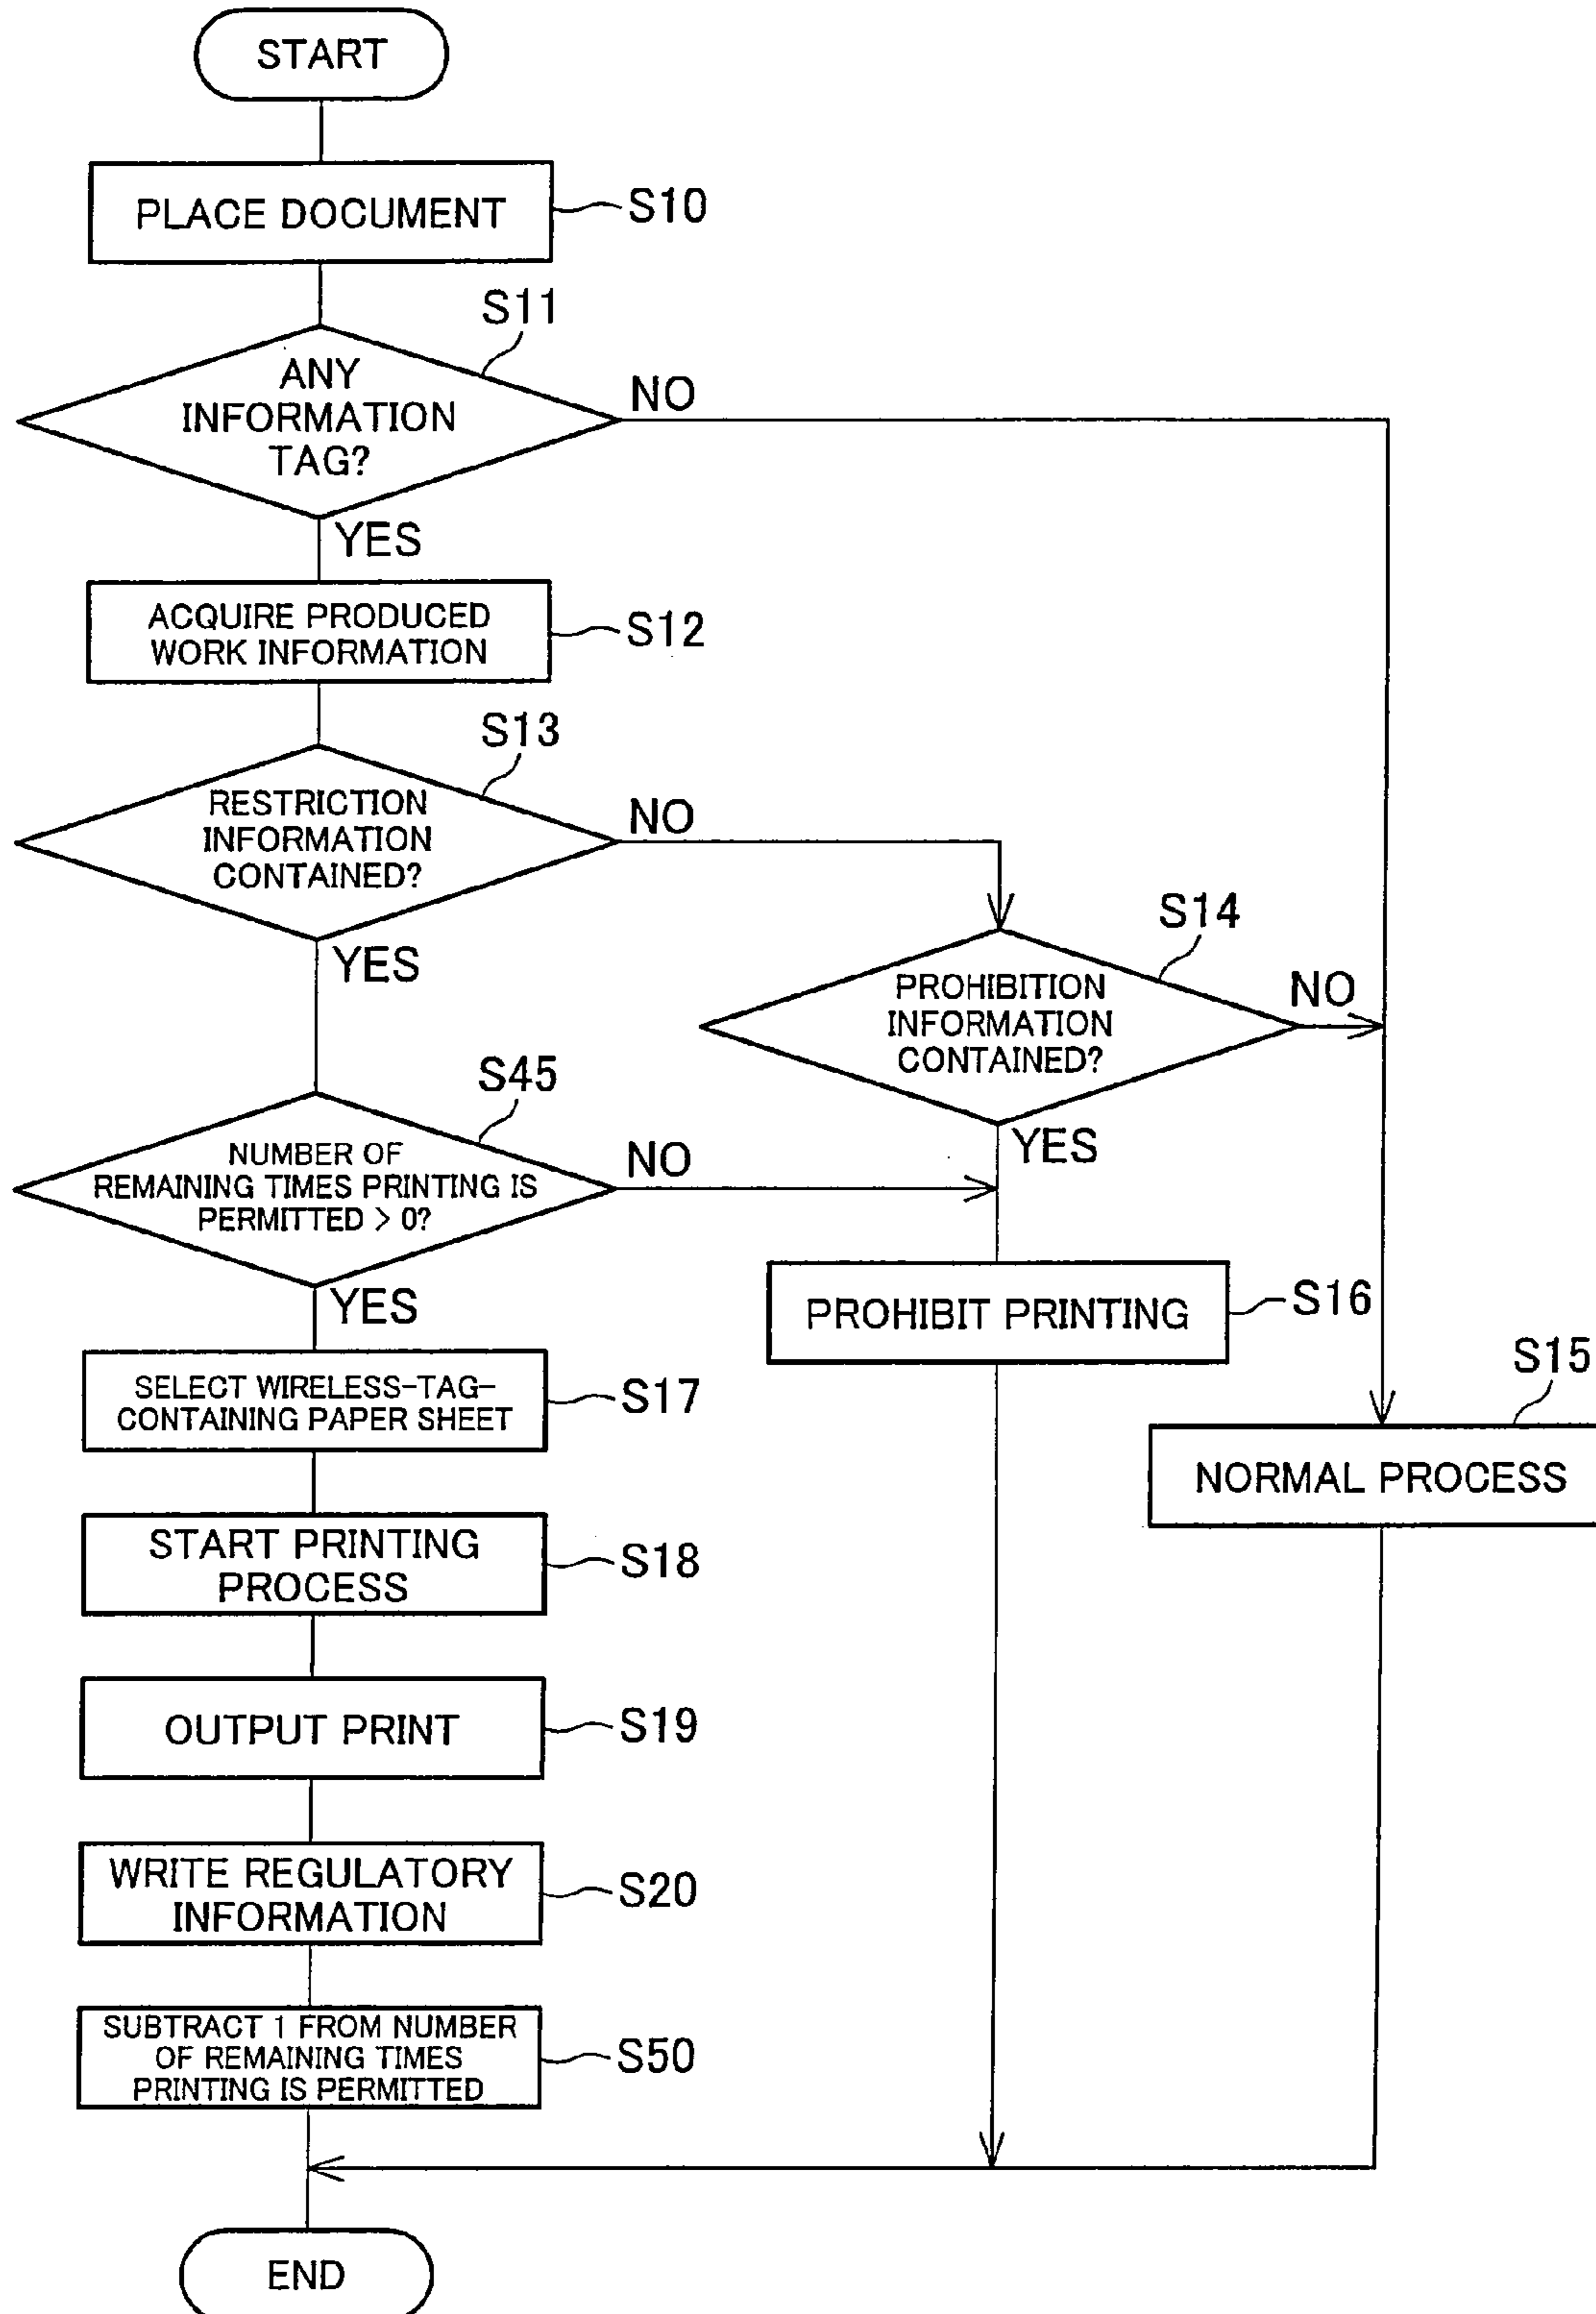 START
PLACE DOCUMENT
S10
S11
ANY
INFORMATION
TAG?
NO
YES
ACQUIRE PRODUCED
WORK INFORMATION
S12
S13
RESTRICTION
INFORMATION
CONTAINED?
NO
YES
S14
PROHIBITION
INFORMATION
CONTAINED?
NO
YES
S45
NUMBER OF
REMAINING TIMES PRINTING IS
PERMITTED > 0?
NO
YES
PROHIBIT PRINTING
S16
S15
NORMAL PROCESS
SELECT WIRELESS-TAG-
CONTAINING PAPER SHEET
S17
START PRINTING
PROCESS
S18
OUTPUT PRINT
S19
WRITE REGULATORY
INFORMATION
S20
SUBTRACT 1 FROM NUMBER
OF REMAINING TIMES
PRINTING IS PERMITTED
S50
END